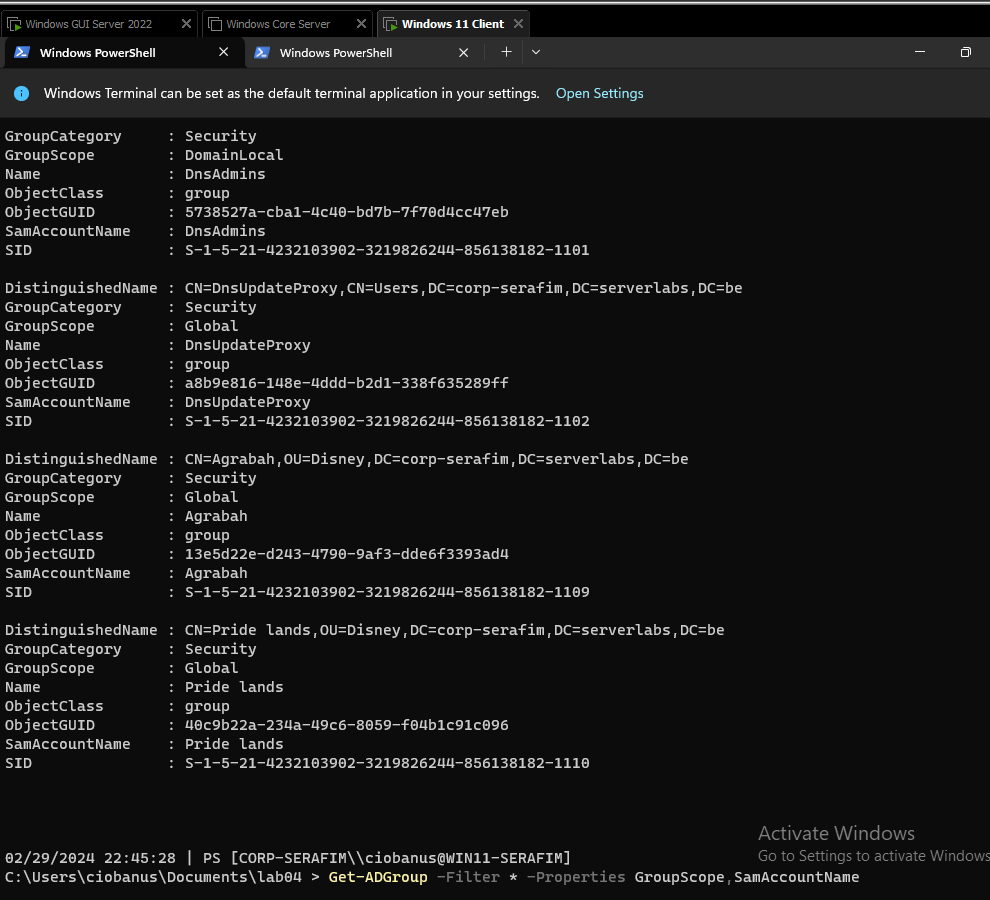 Windows GUI Server 2022 Windows Core Server Windows 11 Client
Windows PowerShell Windows PowerShell
Windows Terminal can be set as the default terminal application in your settings. Open Settings
GroupCategory : Security
GroupScope : DomainLocal
Name : DnsAdmins
ObjectClass : group
ObjectGUID : 5738527a-cba1-4c40-bd7b-7f70d4cc47eb
SamAccountName : DnsAdmins
SID : S-1-5-21-4232103902-3219826244-856138182-1101
DistinguishedName : CN=DnsUpdateProxy,CN=Users,DC=corp-serafim,DC=serverlabs,DC=be
GroupCategory : Security
GroupScope : Global
Name : DnsUpdateProxy
ObjectClass : group
ObjectGUID : a8b9e816-148e-4ddd-b2d1-338f635289ff
SamAccountName : DnsUpdateProxy
SID : S-1-5-21-4232103902-3219826244-856138182-1102
DistinguishedName : CN=Agrabah,OU=Disney,DC=corp-serafim,DC=serverlabs,DC=be
GroupCategory : Security
GroupScope : Global
Name : Agrabah
ObjectClass : group
ObjectGUID : 13e5d22e-d243-4790-9af3-dde6f3393ad4
SamAccountName : Agrabah
SID : S-1-5-21-4232103902-3219826244-856138182-1109
DistinguishedName : CN=Pride lands,OU=Disney,DC=corp-serafim,DC=serverlabs,DC=be
GroupCategory : Security
GroupScope : Global
Name : Pride lands
ObjectClass : group
ObjectGUID : 40c9b22a-234a-49c6-8059-f04b1c91c096
SamAccountName : Pride lands
SID : S-1-5-21-4232103902-3219826244-856138182-1110
Activate Windows
Go to Settings to activate Windows
02/29/2024 22:45:28 | PS [CORP-SERAFIM\\ciobanus@WIN11-SERAFIM]
C:\Users\ciobanus\Documents\lab04 > Get-ADGroup -Filter * -Properties GroupScope,SamAccountName